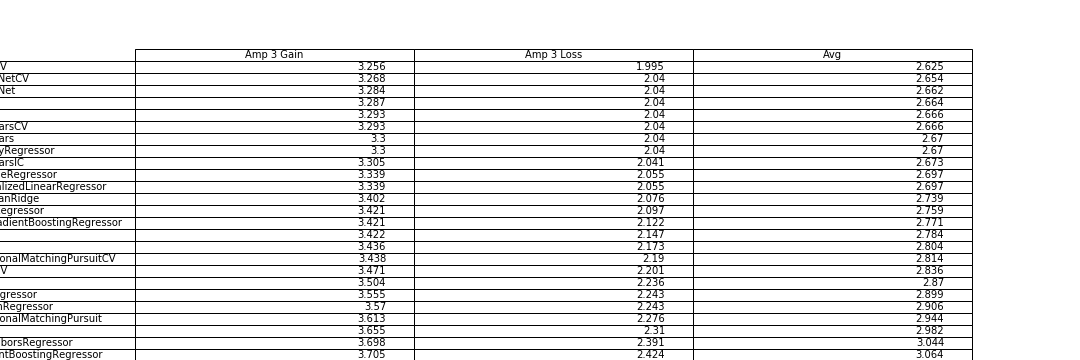 Amp 3 Gain Amp 3 Loss Avg
V 3.256 1.995 2.625
NetCV 3.268 2.04 2.654
Net 3.284 2.04 2.662
3.287 2.04 2.664
3.293 2.04 2.666
arsCV 3.293 2.04 2.666
ars 3.3 2.04 2.67
yRegressor 3.3 2.04 2.67
arsIC 3.305 2.041 2.673
eRegressor 3.339 2.055 2.697
alizedLinearRegressor 3.339 2.055 2.697
anRidge 3.402 2.076 2.739
egressor 3.421 2.097 2.759
adientBoostingRegressor 3.421 2.122 2.771
3.422 2.147 2.784
3.436 2.173 2.804
onalMatchingPursuitCV 3.438 2.19 2.814
V 3.471 2.201 2.836
3.504 2.236 2.87
gressor 3.555 2.243 2.899
nRegressor 3.57 2.243 2.906
onalMatchingPursuit 3.613 2.276 2.944
3.655 2.31 2.982
borsRegressor 3.698 2.391 3.044
ntBoostingRegressor 3.705 2.424 3.064